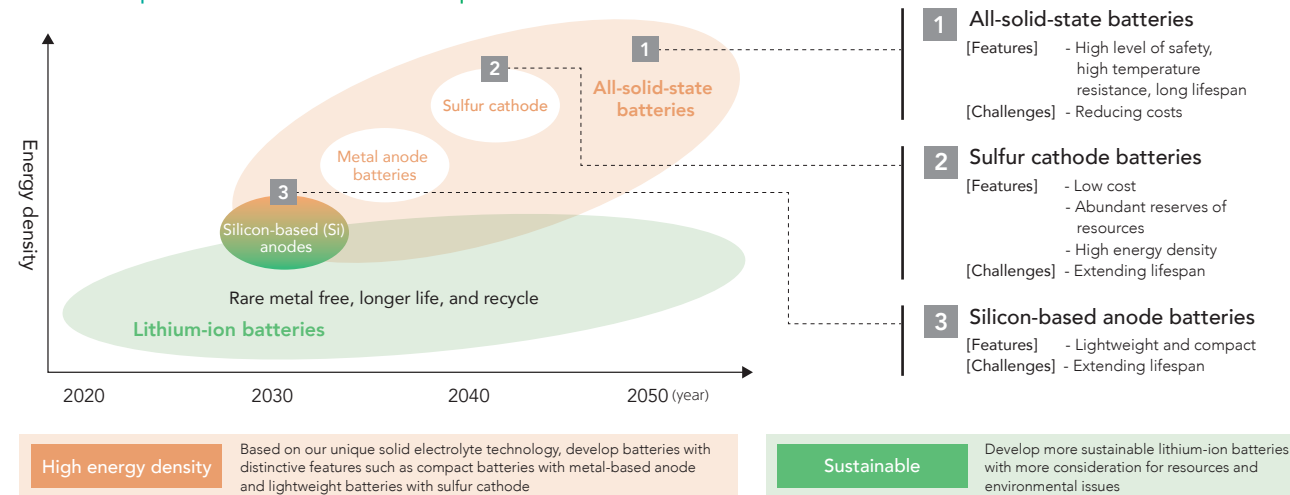 Energy density
1
2
3
All-solid-state
batteries
Sulfur cathode
Metal anode
batteries
Silicon-based (Si)
anodes
Rare metal free, longer life, and recycle
Lithium-ion batteries
2020
2030
2040
2050 (year)
1 All-solid-state batteries
[Features] - High level of safety,
high temperature
resistance, long lifespan
[Challenges] - Reducing costs
2 Sulfur cathode batteries
[Features] - Low cost
- Abundant reserves of
resources
- High energy density
[Challenges] - Extending lifespan
3 Silicon-based anode batteries
[Features] - Lightweight and compact
[Challenges] - Extending lifespan
High energy density
Based on our unique solid electrolyte technology, develop batteries with
distinctive features such as compact batteries with metal-based anode
and lightweight batteries with sulfur cathode
Sustainable
Develop more sustainable lithium-ion batteries
with more consideration for resources and
environmental issues